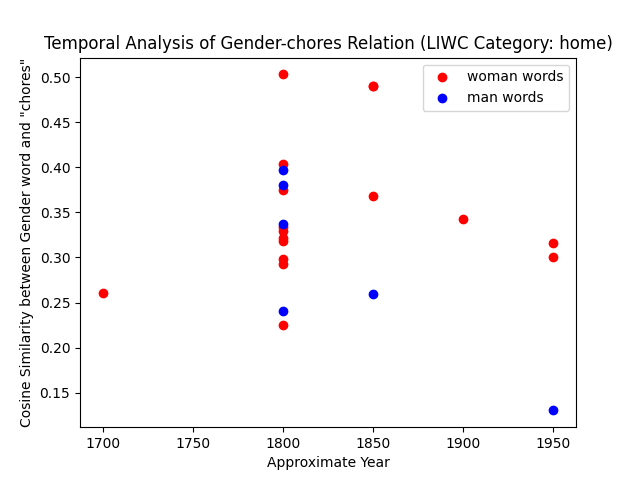 Temporal Analysis of Gender-chores Relation (LIWC Category: home)
woman words
man words
Cosine Similarity between Gender word and "chores"
0.50
0.45
0.40
0.35
0.30
0.25
0.20
0.15
1700 1750 1800 1850 1900 1950
Approximate Year